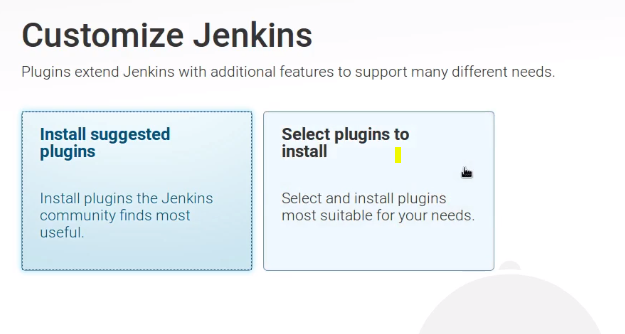 Customize Jenkins
Plugins extend Jenkins with additional features to support many different needs.
Install suggested
plugins
Install plugins the Jenkins
community finds most
useful.
Select plugins to
install
Select and install plugins
most suitable for your needs.